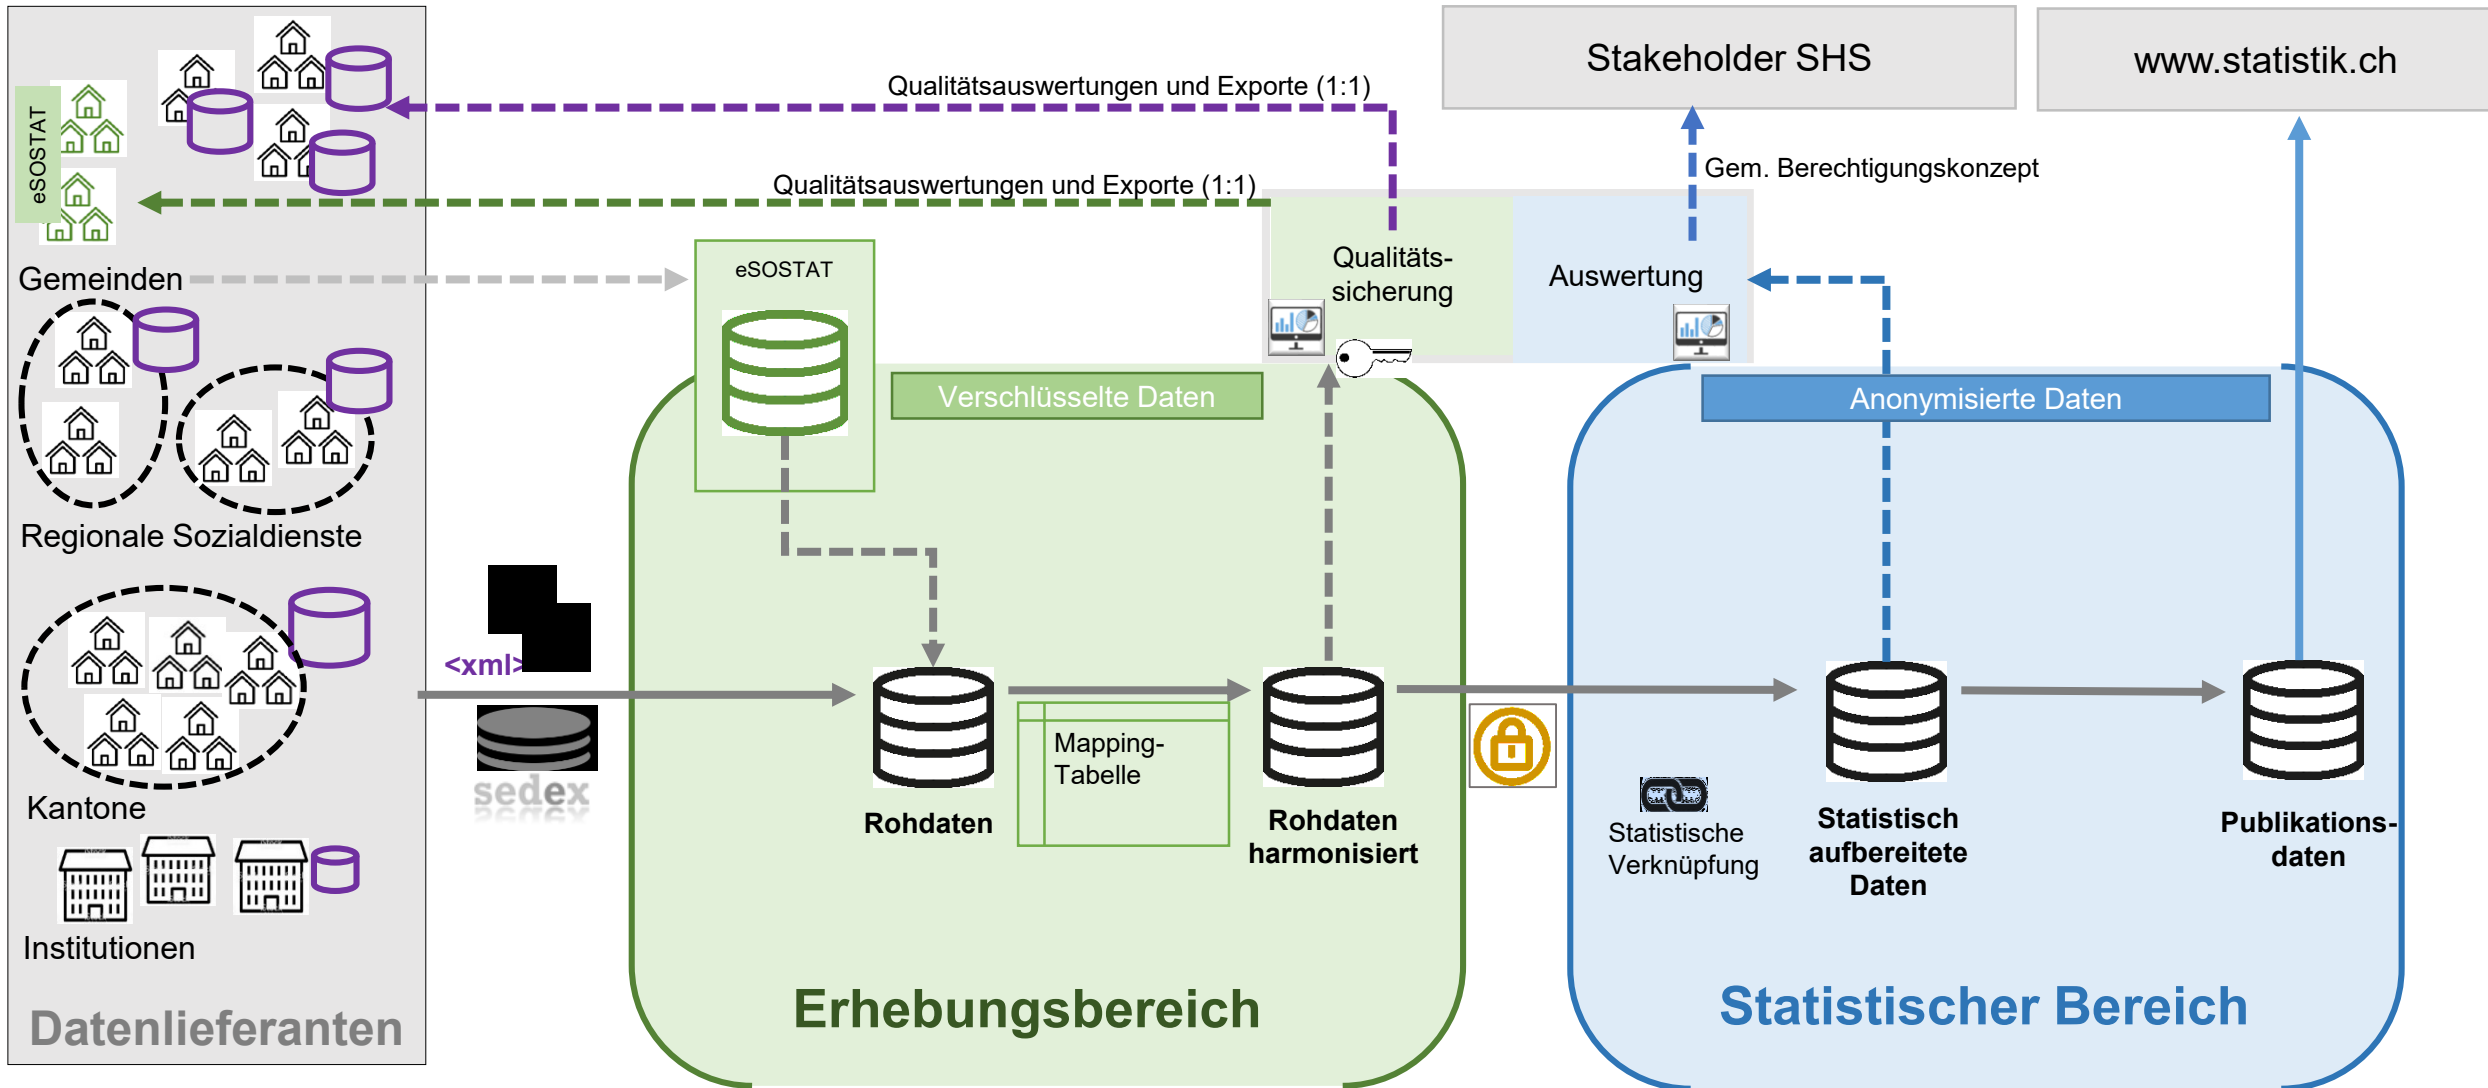 Stakeholder SHS
www.statistik.ch
Qualitätsauswertungen und Exporte (1:1)
eSOSTAT
Gem. Berechtigungskonzept
Qualitätsauswertungen und Exporte (1:1)
Gemeinden
eSOSTAT
Qualitäts-
sicherung
Auswertung
Verschlüsselte Daten
Anonymisierte Daten
Regionale Sozialdienste
<xml>
sedex
Mapping-
Tabelle
Kantone
Rohdaten
Rohdaten
harmonisiert
Statistische
Verknüpfung
Statistisch
aufbereitete
Daten
Publikations-
daten
Institutionen
Datenlieferanten
Erhebungsbereich
Statistischer Bereich